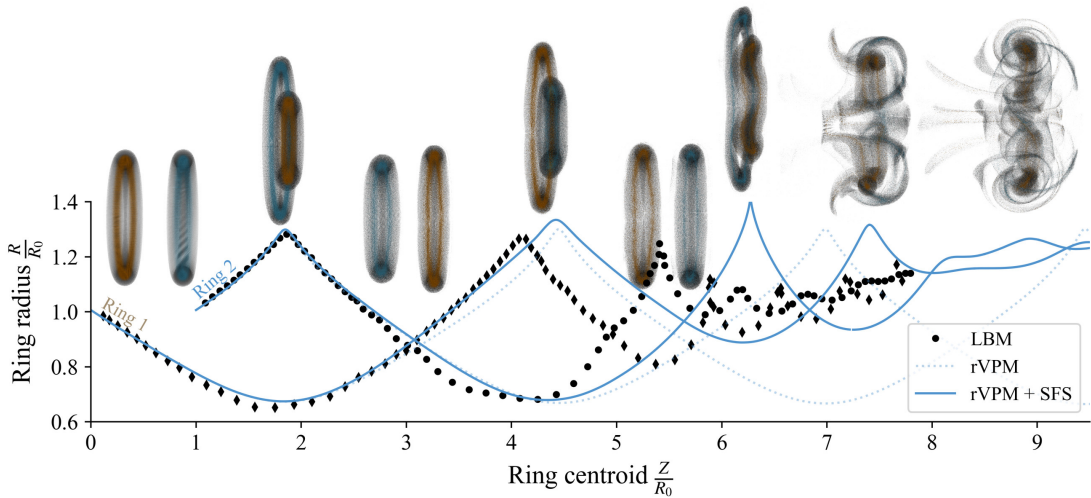 1.4
1.2
1.0
0.8
0.6
Ring radius R/R₀
Ring 1
Ring 2
0 1 2 3 4 5 6 7 8 9
Ring centroid Z/R₀
LBM
rVPM
rVPM + SFS